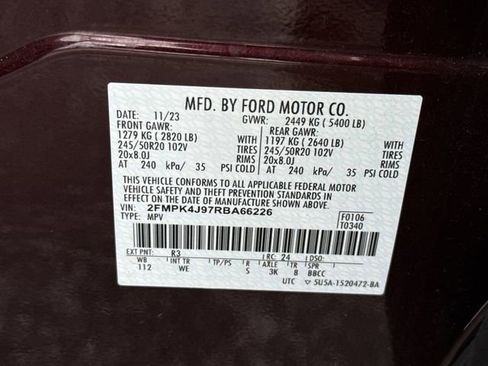 MFD. BY FORD MOTOR CO.
DATE: 11/23 GVWR: 2449 KG ( 5400 LB)
FRONT GAWR: REAR GAWR:
1279 KG ( 2820 LB) WITH 1197 KG ( 2640 LB) WITH
245/50R20 102V TIRES 245/50R20 102V TIRES
20x8.0J RIMS 20x8.0J RIMS
AT 240 kPa/ 35 PSI COLD AT 240 kPa/ 35 PSI COLD
THIS VEHICLE CONFORMS TO ALL APPLICABLE FEDERAL MOTOR
VEHICLE SAFETY AND THEFT PREVENTION STANDARDS IN
EFFECT ON THE DATE OF MANUFACTURE SHOWN ABOVE.
VIN: 2FMPK4J97RBA66226 F0106
TYPE: MPV T0340
EXT PNT: R3 RC: 24 DSO:
WB INT TR TP/PS R AXLE TR SPR
112 WE S 3K 8 BBCC
UTC ▽ 5U5A-1520472-BA